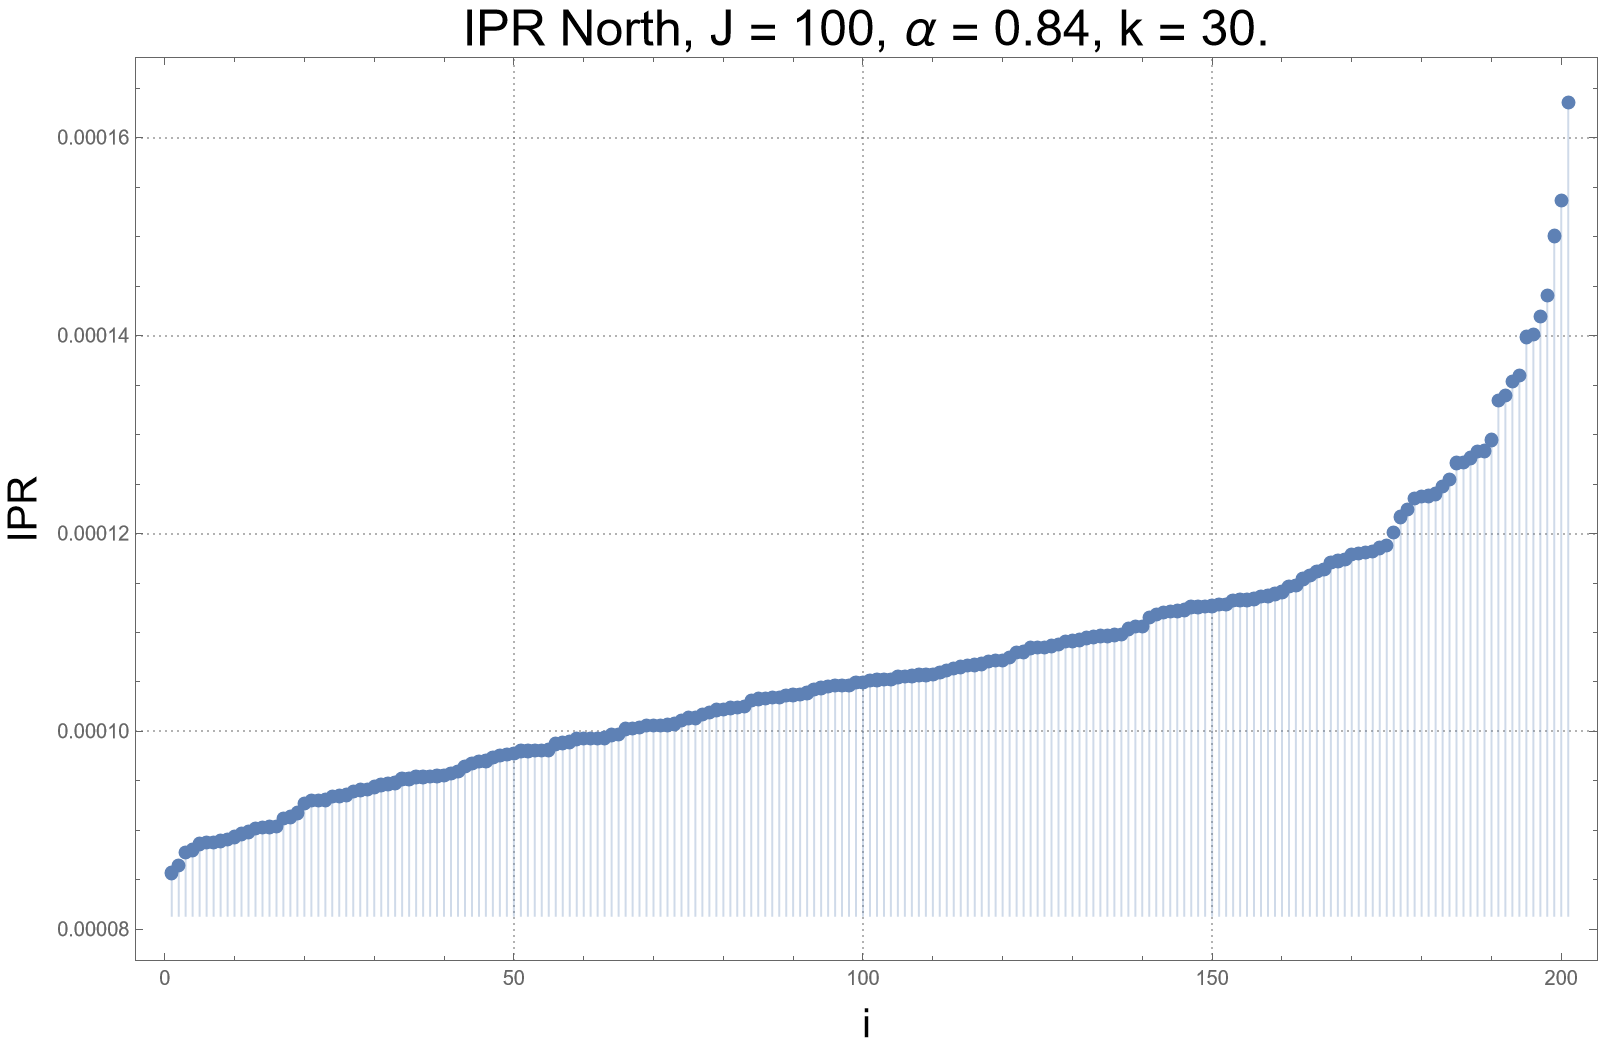 IPR North, J = 100, α = 0.84, k = 30.
0.00016
0.00014
0.00012
0.00010
0.00008
IPR
0 50 100 150 200
i